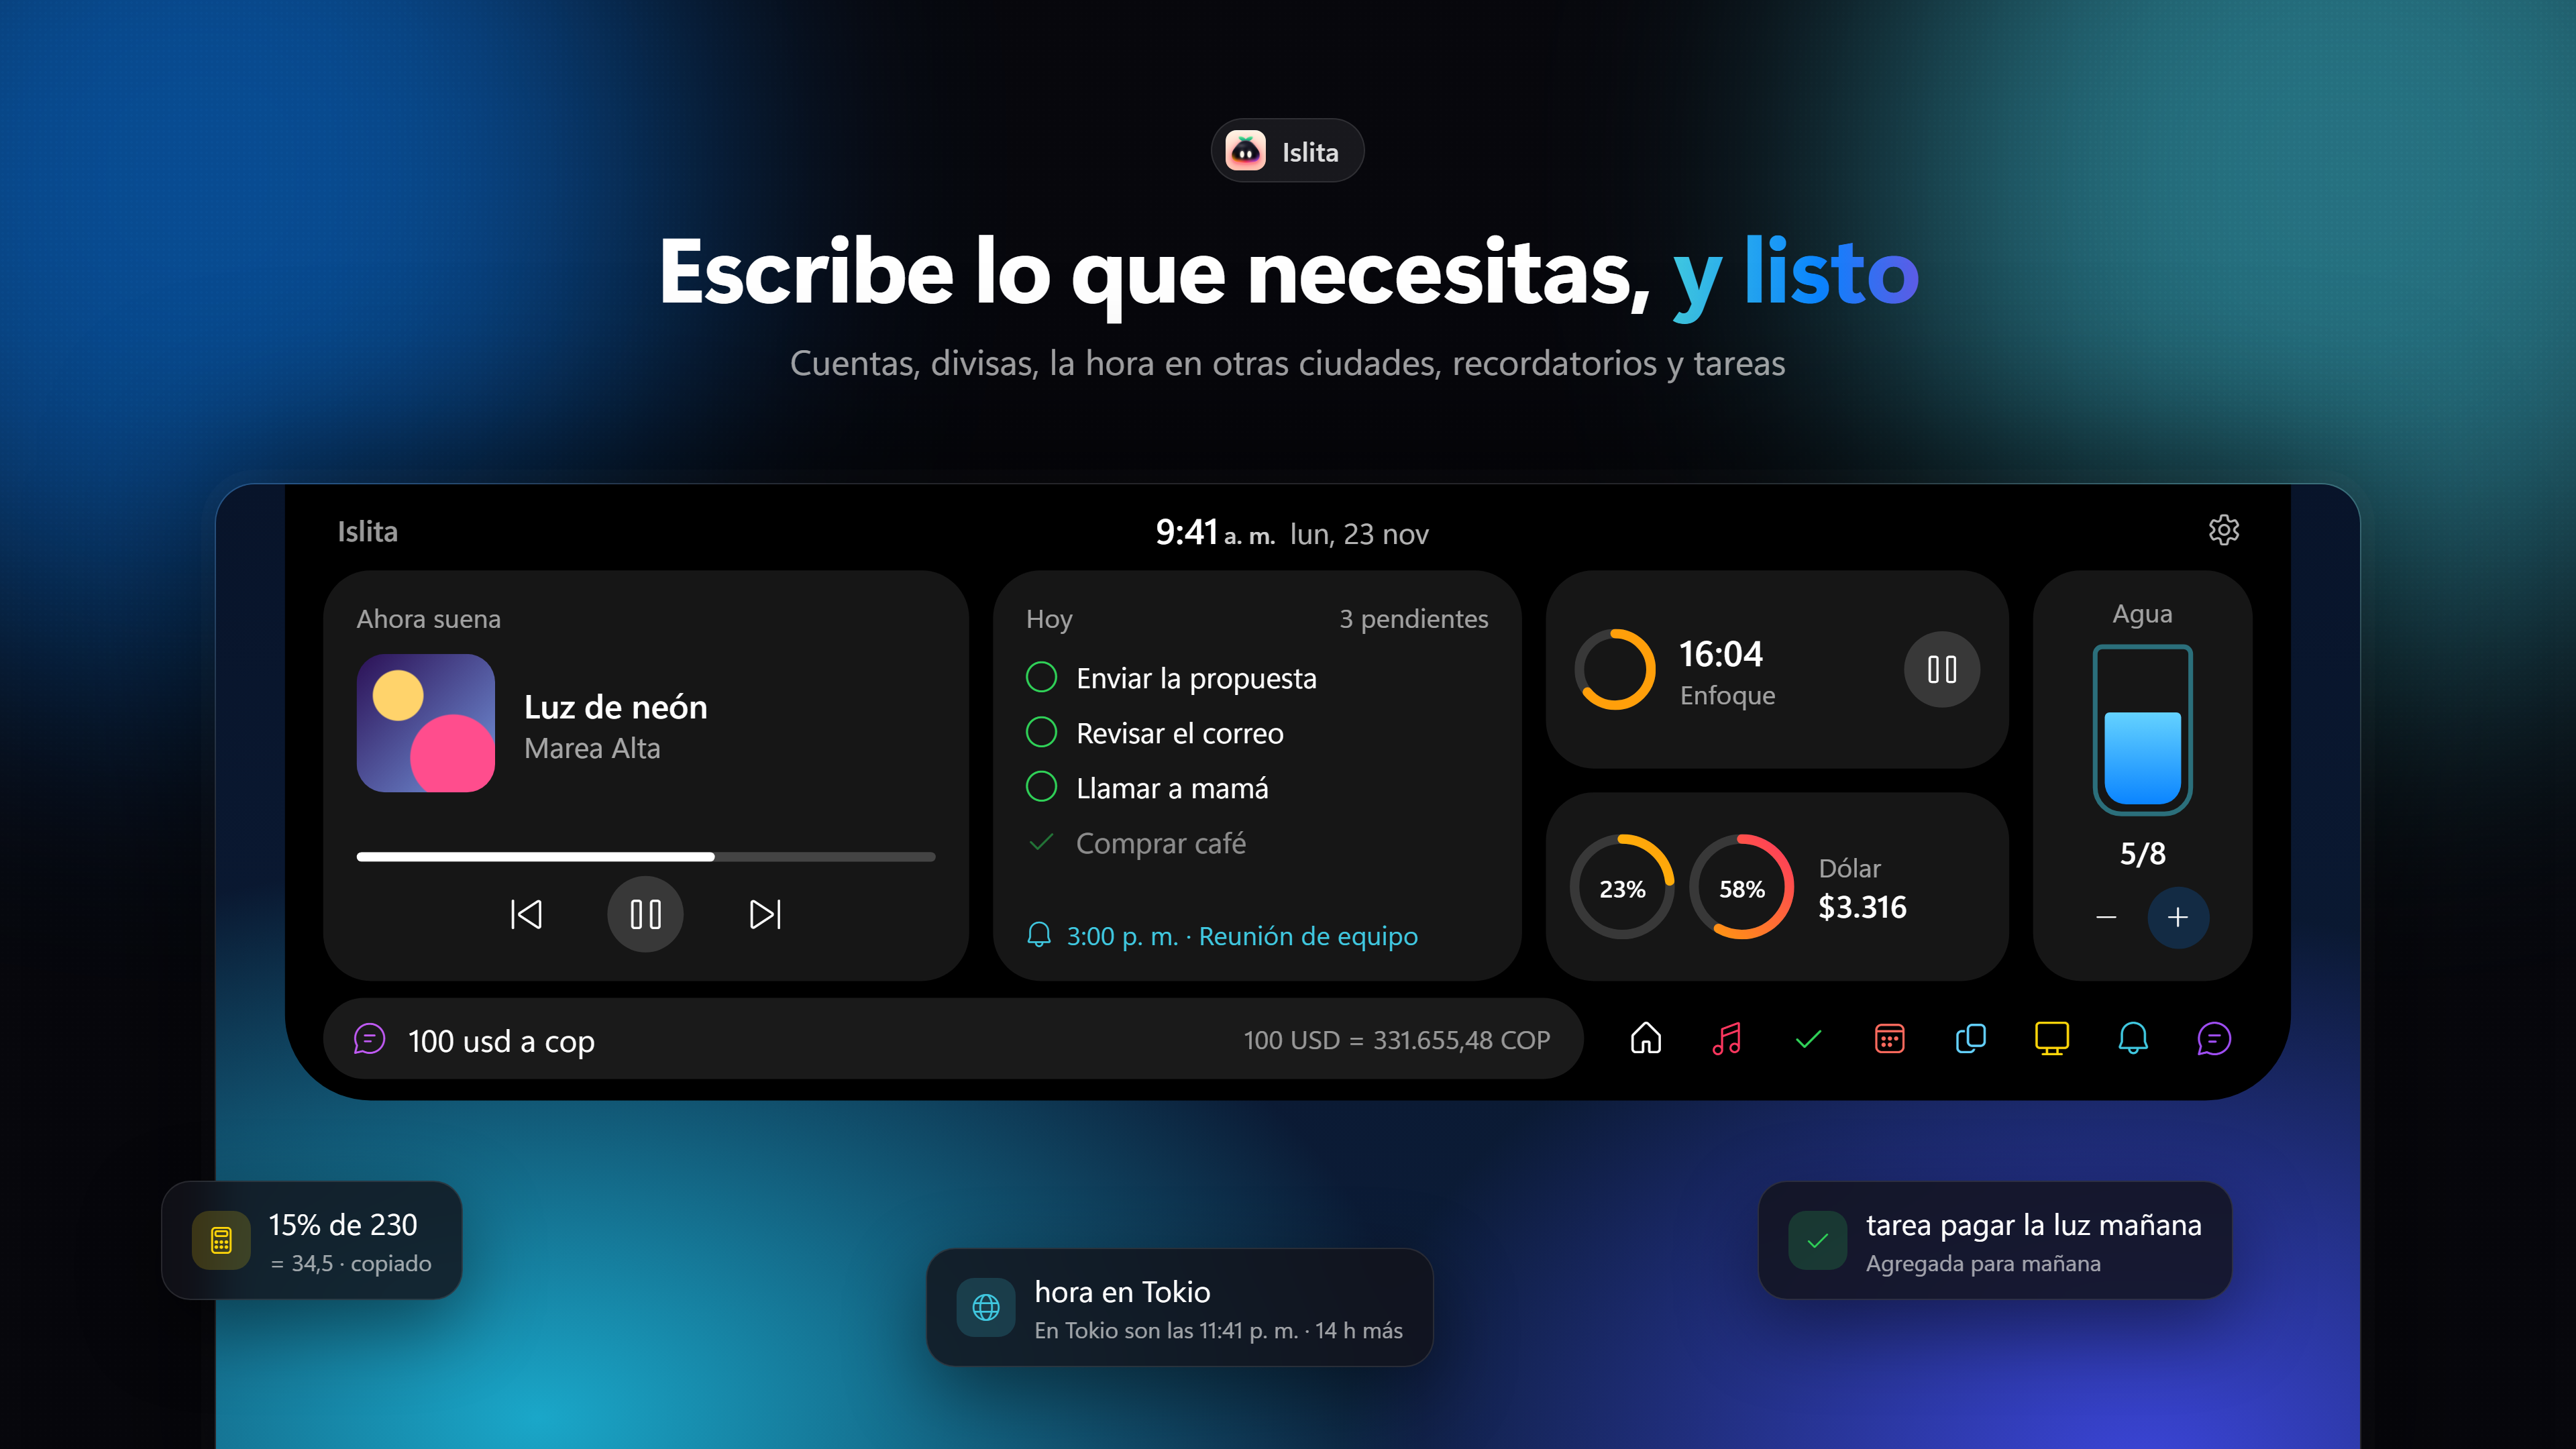 Islita
Escribe lo que necesitas, y listo
Cuentas, divisas, la hora en otras ciudades, recordatorios y tareas
Islita
9:41 a. m. lun, 23 nov
Ahora suena
Luz de neón
Marea Alta
Hoy
3 pendientes
Enviar la propuesta
Revisar el correo
Llamar a mamá
Comprar café
3:00 p. m. · Reunión de equipo
16:04
Enfoque
23%
58%
Dólar
$3.316
Agua
5/8
100 usd a cop
100 USD = 331.655,48 COP
15% de 230
= 34,5 · copiado
hora en Tokio
En Tokio son las 11:41 p. m. · 14 h más
tarea pagar la luz mañana
Agregada para mañana